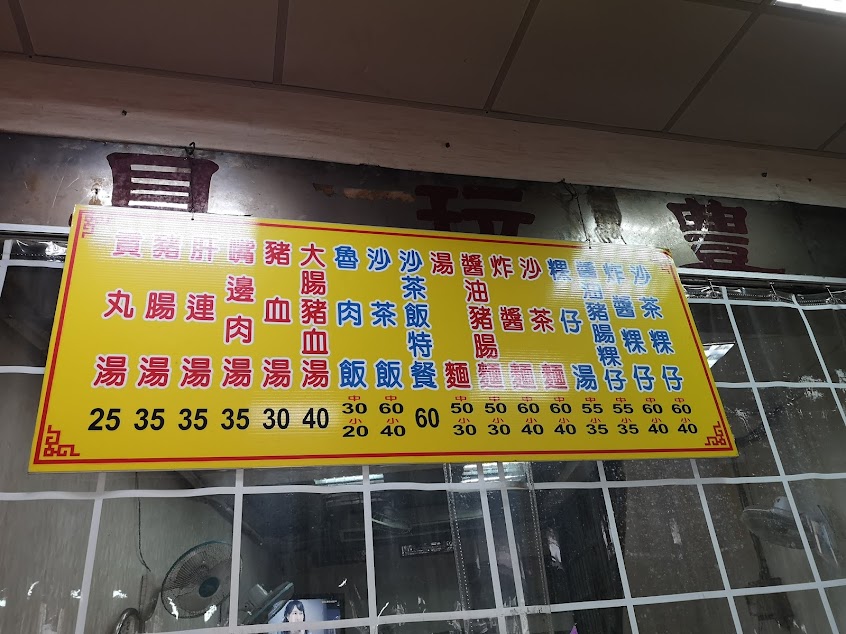 豐
沙茶粿仔 中60小40
炸醬粿仔 中60小40
醬油豬腸粿仔 中55小35
粿仔湯 中55小35
沙茶麵 中60小40
炸醬麵 中60小40
醬油豬腸麵 中50小30
湯麵 中50小30
沙茶飯特餐 60
沙茶飯 中60小40
魯肉飯 中30小20
大腸豬血湯 40
豬血湯 30
嘴邊肉湯 35
肝連湯 35
豬腸湯 35
貢丸湯 25